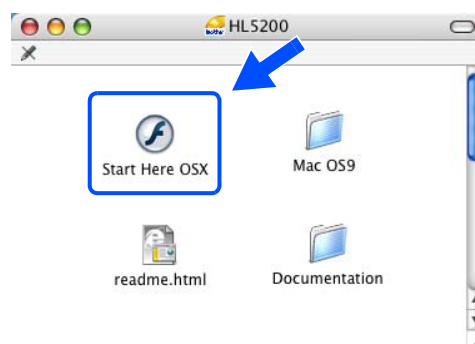 HL5200
Start Here OSX
Mac OS9
readme.html
Documentation